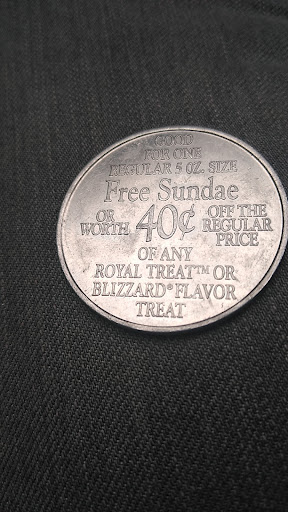 GOOD
FOR ONE
REGULAR 5 OZ. SIZE
Free Sundae
OR WORTH 40¢ OFF THE REGULAR PRICE
OF ANY
ROYAL TREAT™ OR
BLIZZARD® FLAVOR
TREAT